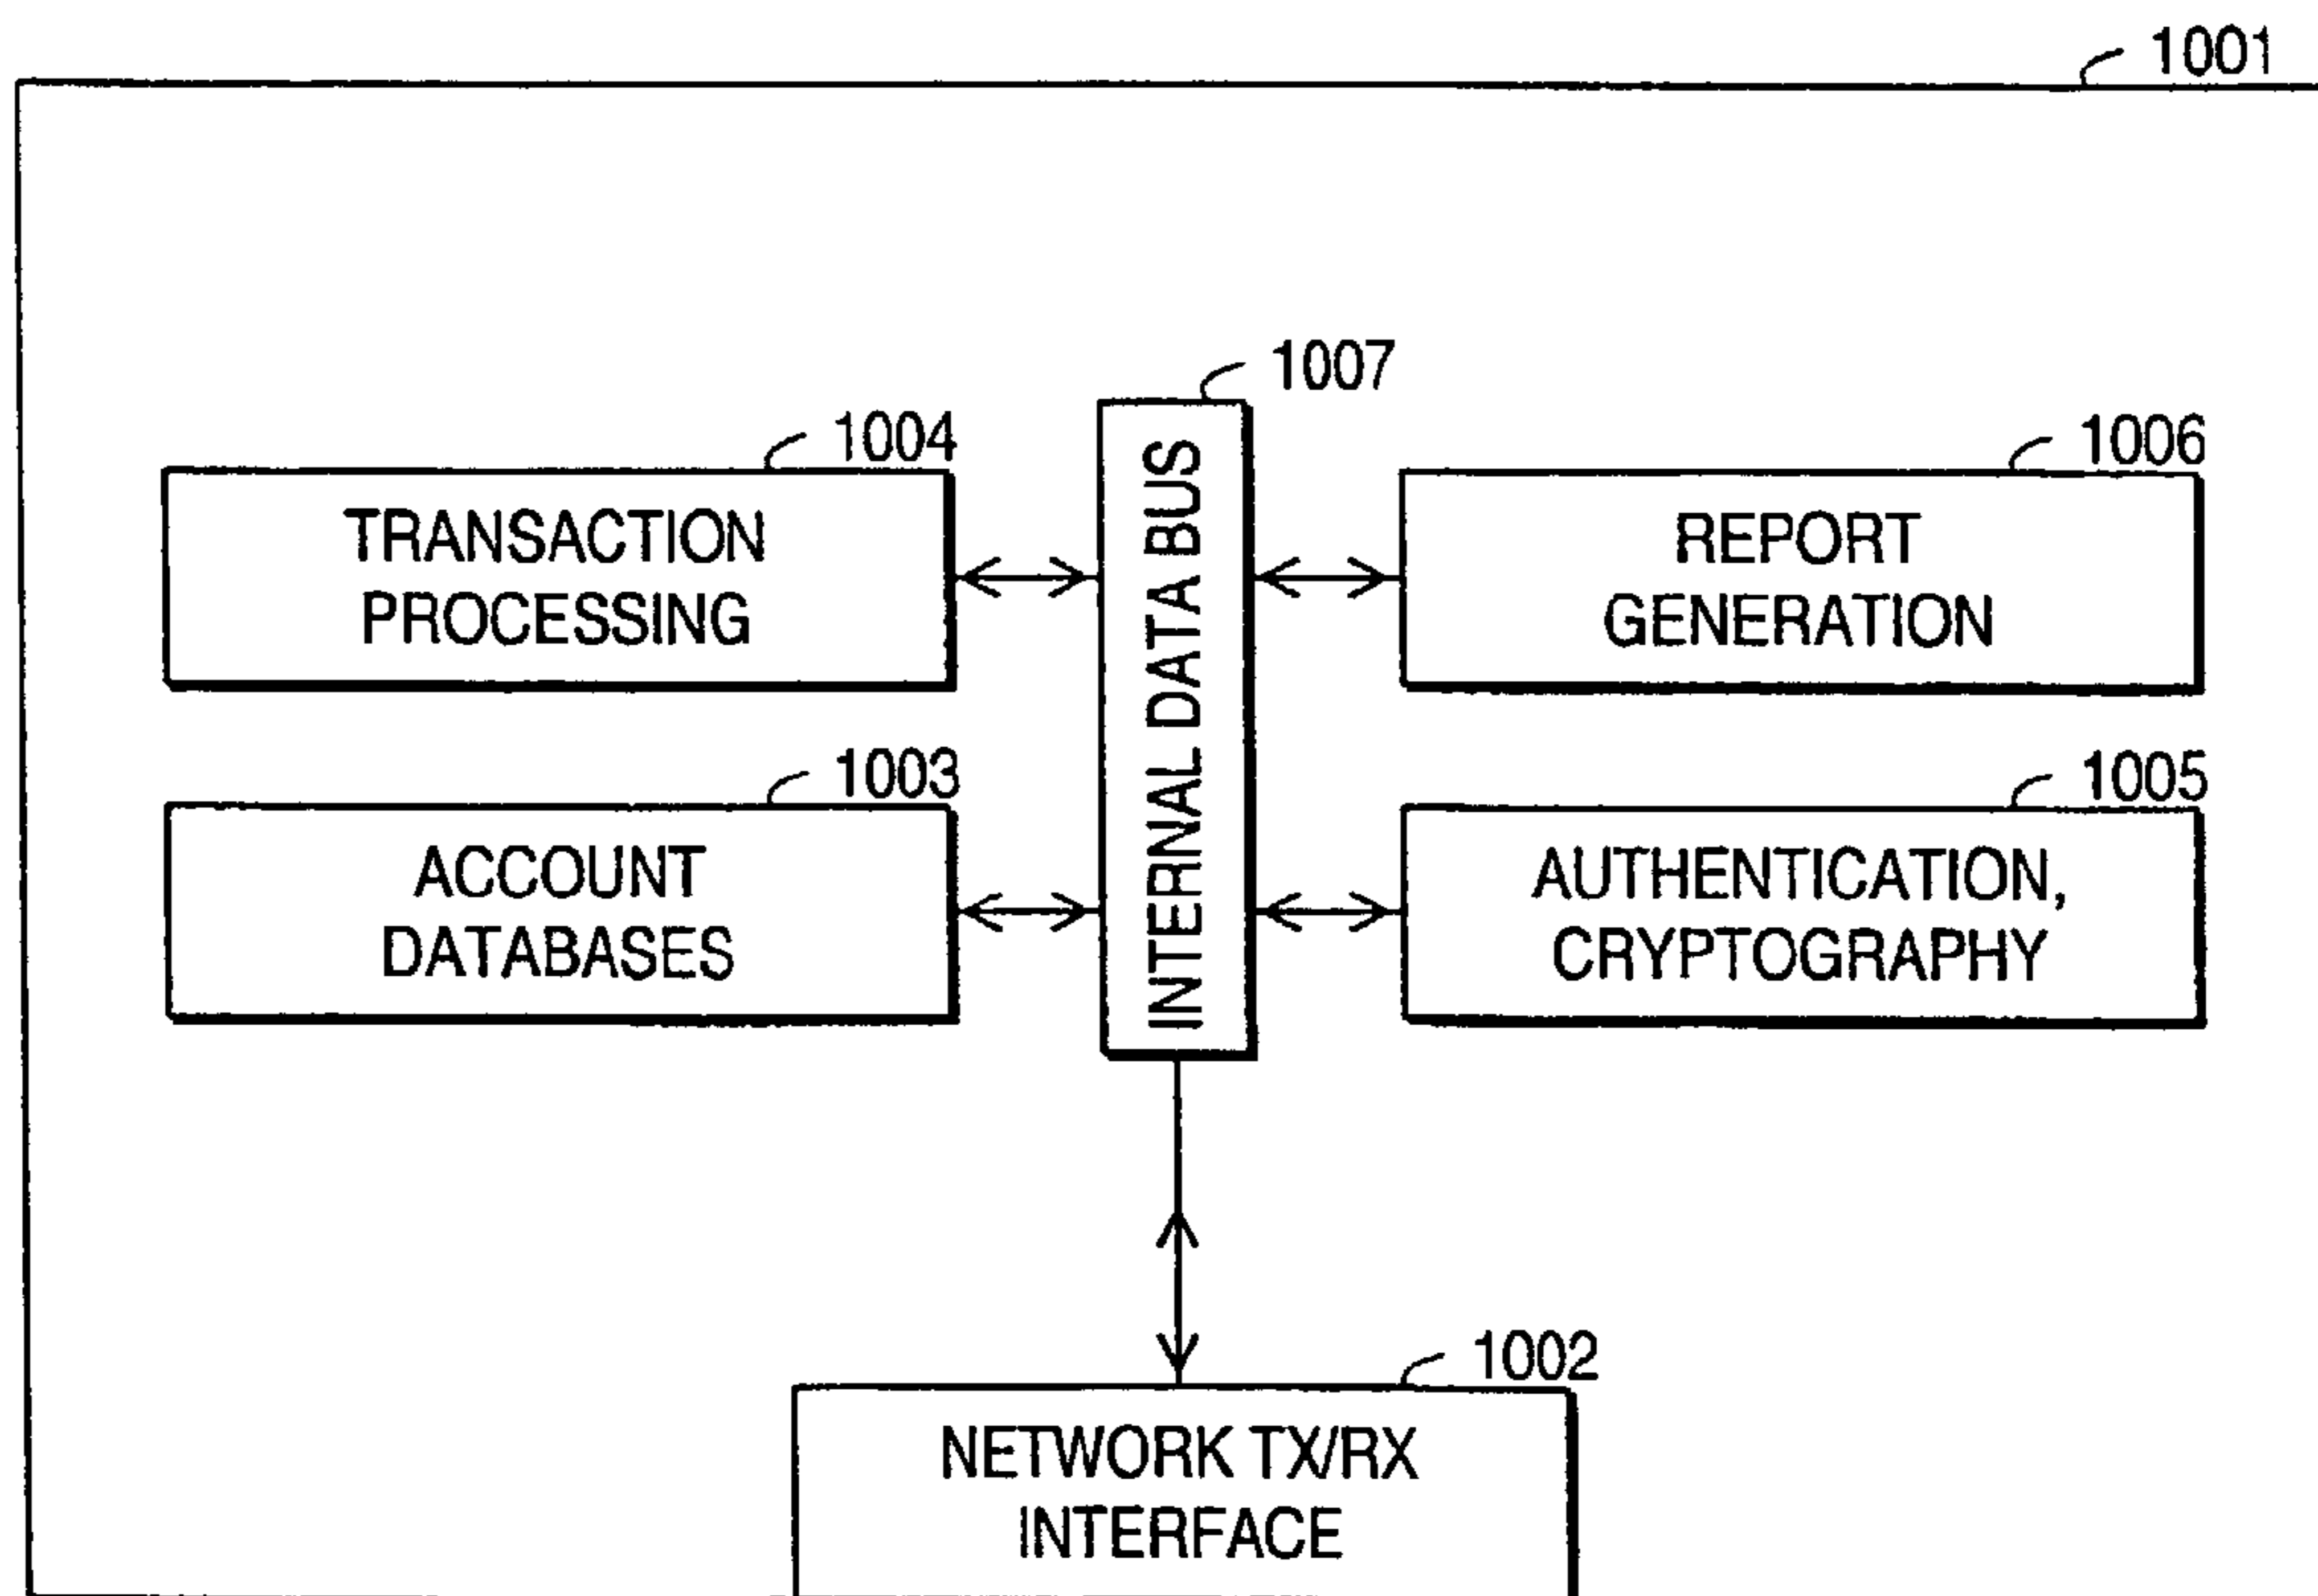 1001
1007
1004
TRANSACTION
PROCESSING
1006
REPORT
GENERATION
INTERNAL DATA BUS
1003
ACCOUNT
DATABASES
1005
AUTHENTICATION,
CRYPTOGRAPHY
1002
NETWORK TX/RX
INTERFACE